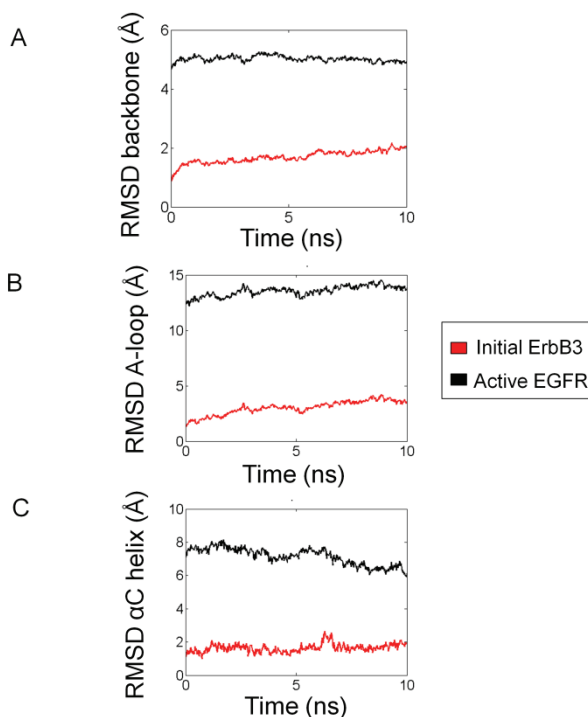 A
RMSD backbone (Å)
6
4
2
0
0
5
10
Time (ns)
B
RMSD A-loop (Å)
15
10
5
0
0
5
10
Time (ns)
Initial ErbB3
Active EGFR
C
RMSD αC helix (Å)
10
8
6
4
2
0
0
5
10
Time (ns)